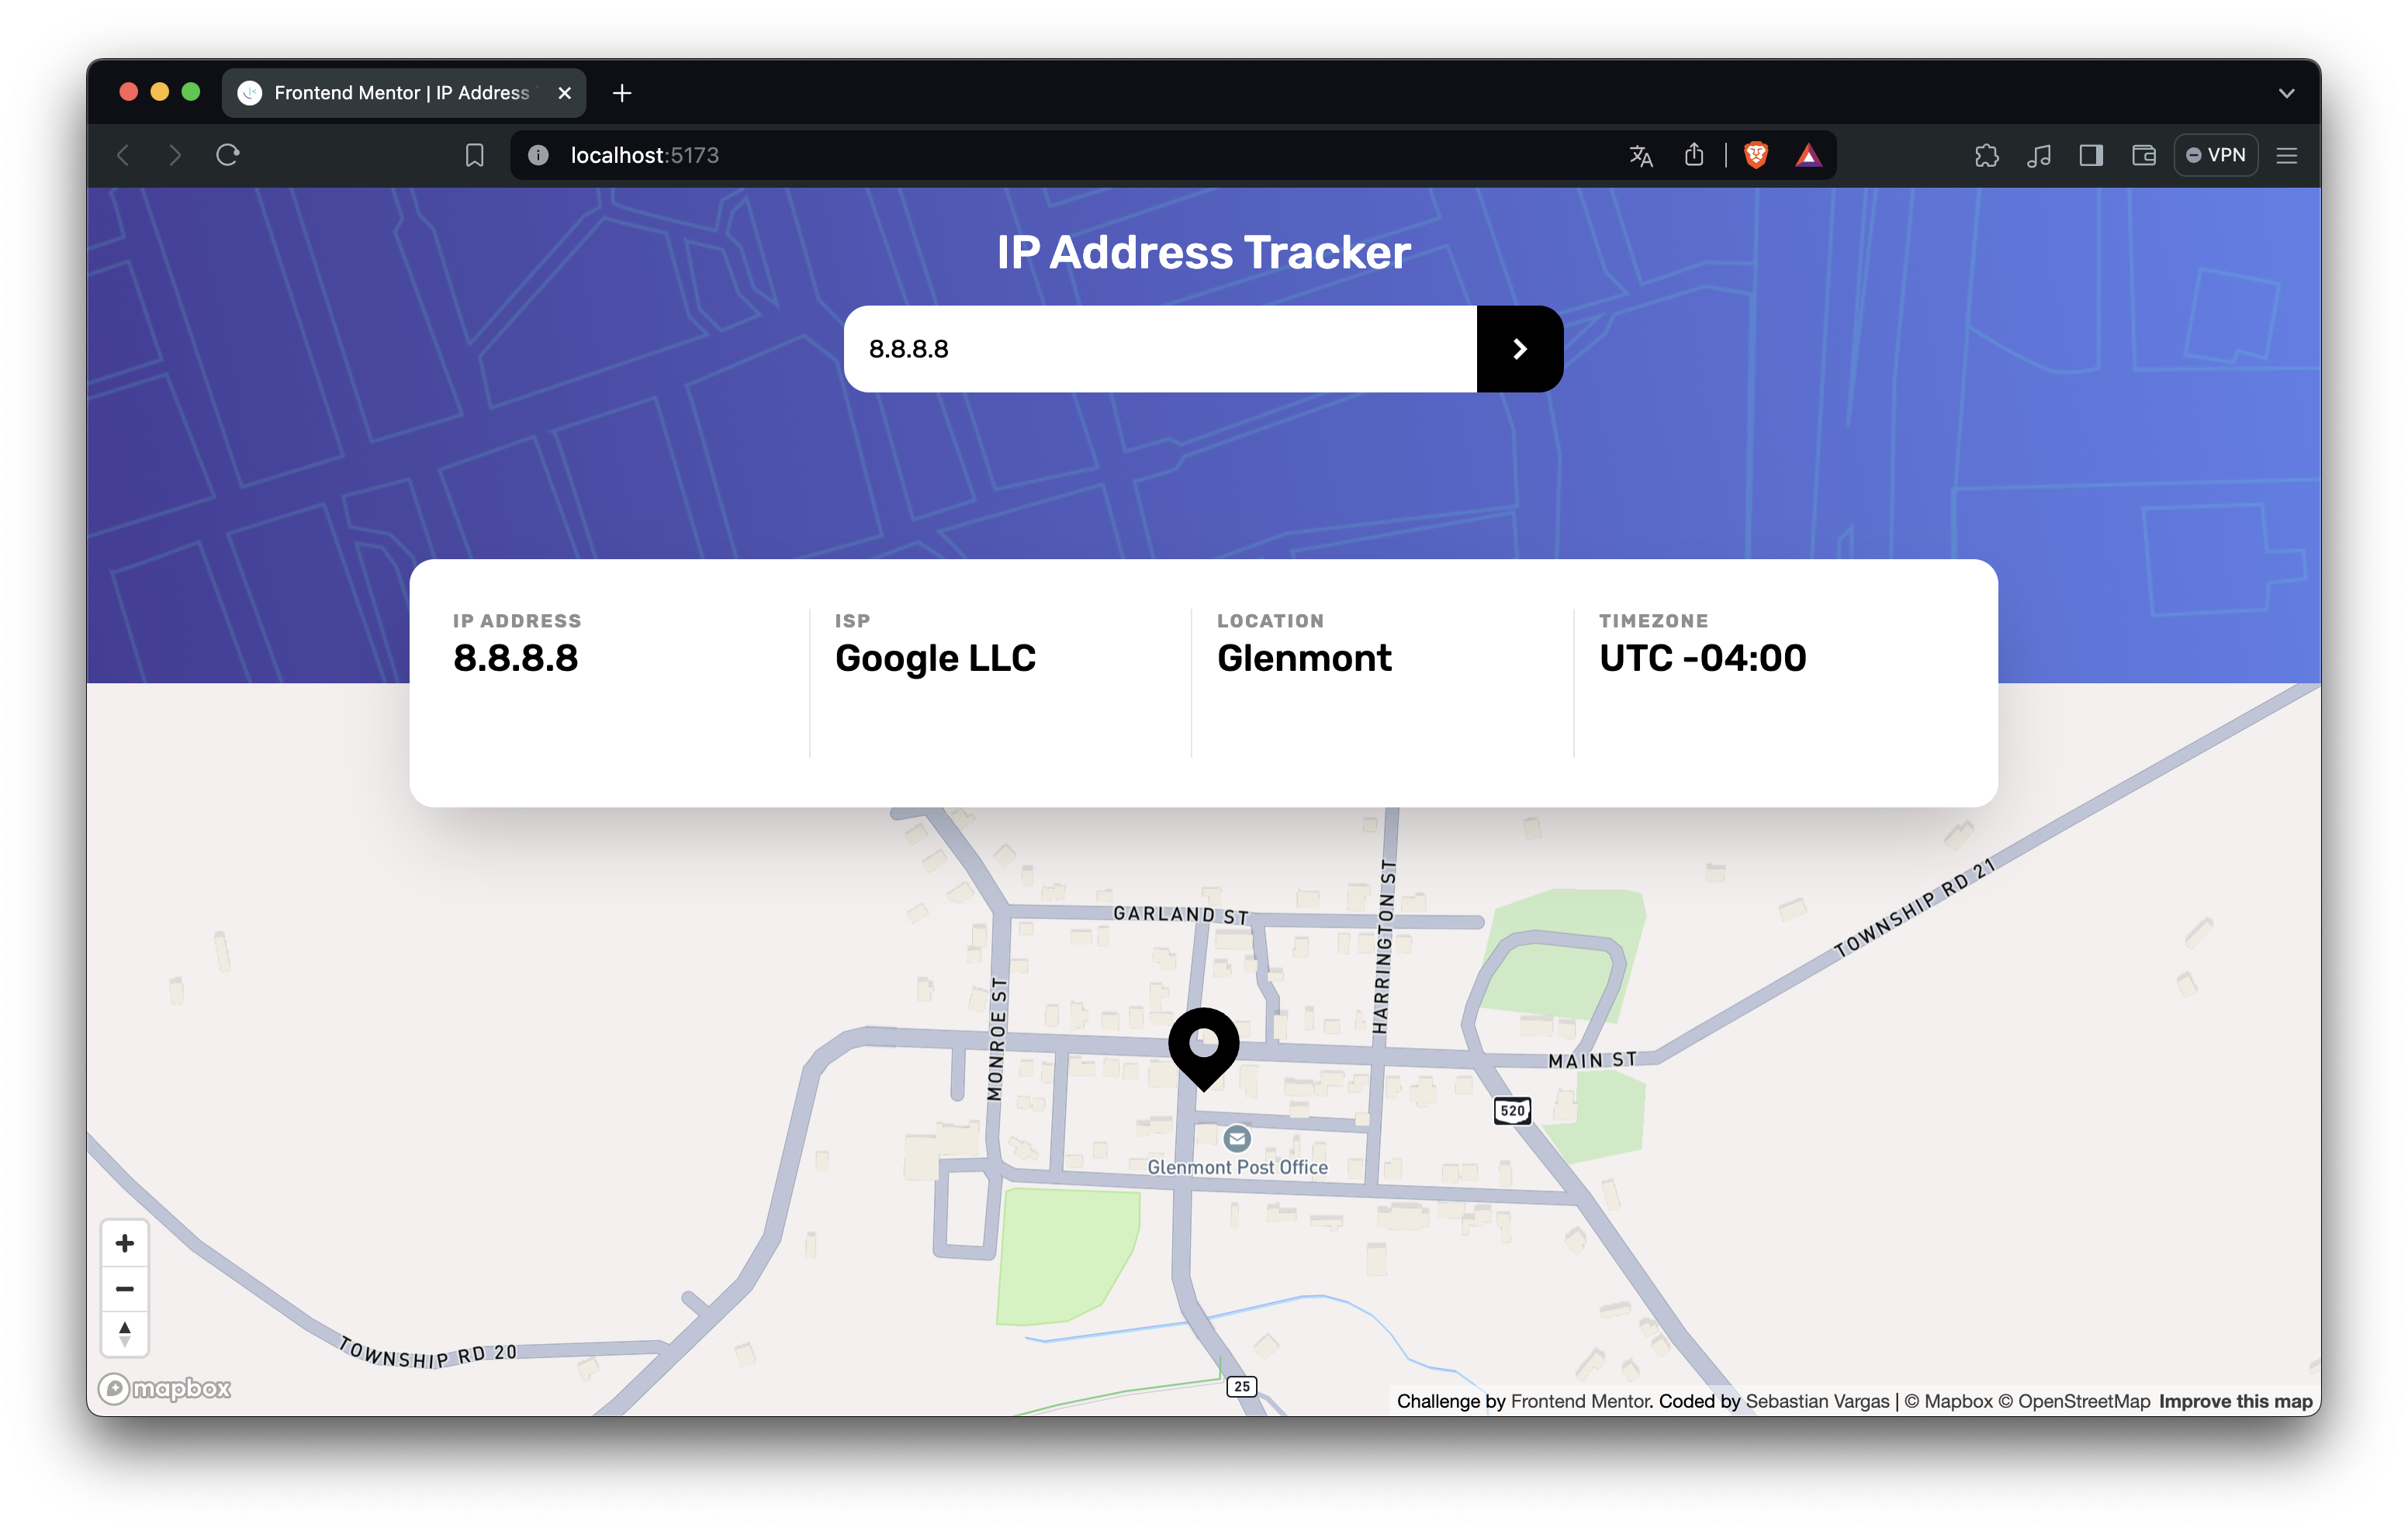 Frontend Mentor | IP Address
localhost:5173
VPN
IP Address Tracker
8.8.8.8
IP ADDRESS
8.8.8.8
ISP
Google LLC
LOCATION
Glenmont
TIMEZONE
UTC -04:00
GARLAND ST
HARRINGTON ST
TOWNSHIP RD 21
MONROE ST
MAIN ST
520
Glenmont Post Office
TOWNSHIP RD 20
25
mapbox
Challenge by Frontend Mentor. Coded by Sebastian Vargas | © Mapbox © OpenStreetMap Improve this map